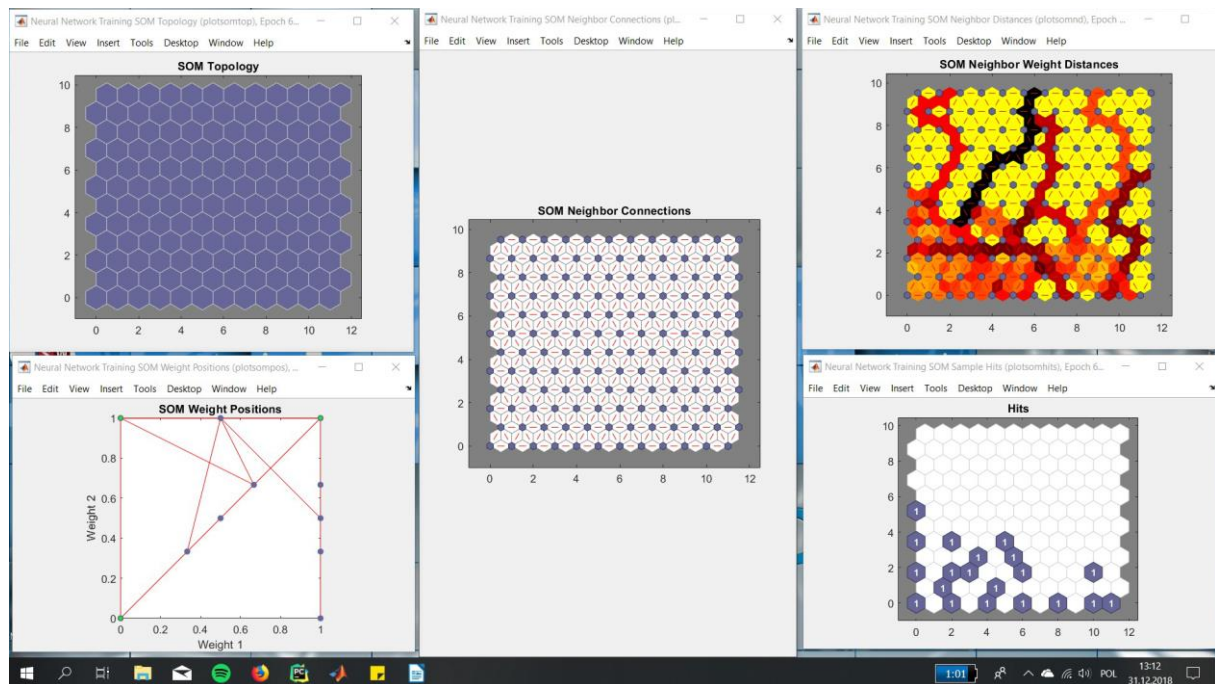 Neural Network Training SOM Topology (plotsomtop), Epoch 6...
File Edit View Insert Tools Desktop Window Help
SOM Topology
10
8
6
4
2
0
0 2 4 6 8 10 12
Neural Network Training SOM Weight Positions (plotsompos), ...
File Edit View Insert Tools Desktop Window Help
SOM Weight Positions
1
0.8
0.6
0.4
0.2
0
Weight 2
0 0.2 0.4 0.6 0.8 1
Weight 1
Neural Network Training SOM Neighbor Connections (pl...
File Edit View Insert Tools Desktop Window Help
SOM Neighbor Connections
10
8
6
4
2
0
0 2 4 6 8 10 12
Neural Network Training SOM Neighbor Distances (plotsomnd), Epoch ...
File Edit View Insert Tools Desktop Window Help
SOM Neighbor Weight Distances
10
8
6
4
2
0
0 2 4 6 8 10 12
Neural Network Training SOM Sample Hits (plotsomhits), Epoch 6...
File Edit View Insert Tools Desktop Window Help
Hits
10
8
6
4
2
0
1
1 1 1
1 1
1 1 1 1 1
1 1
1 1 1 1 1 1 1
0 2 4 6 8 10 12
PC
1:01
POL
13:12
31.12.2018